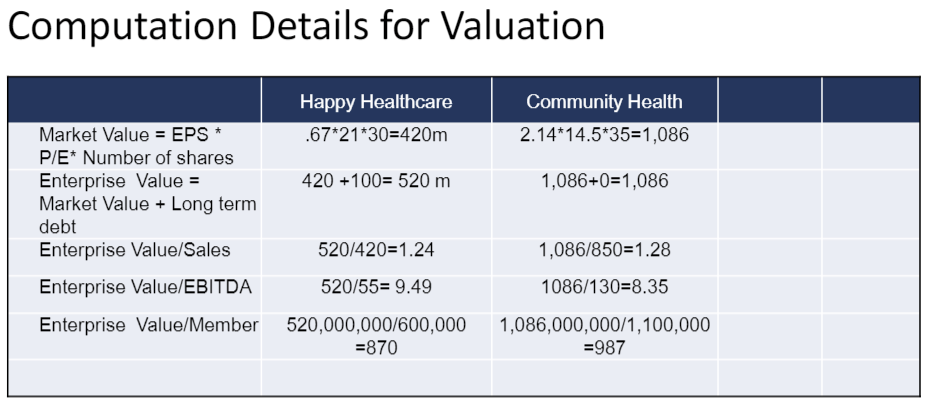 Computation Details for Valuation
Happy Healthcare Community Health
Market Value = EPS * .67*21*30=420m 2.14*14.5*35=1,086
P/E* Number of shares
Enterprise Value = 420 +100= 520 m 1,086+0=1,086
Market Value + Long term
debt
Enterprise Value/Sales 520/420=1.24 1,086/850=1.28
Enterprise Value/EBITDA 520/55= 9.49 1086/130=8.35
Enterprise Value/Member 520,000,000/600,000 1,086,000,000/1,100,000
=870 =987